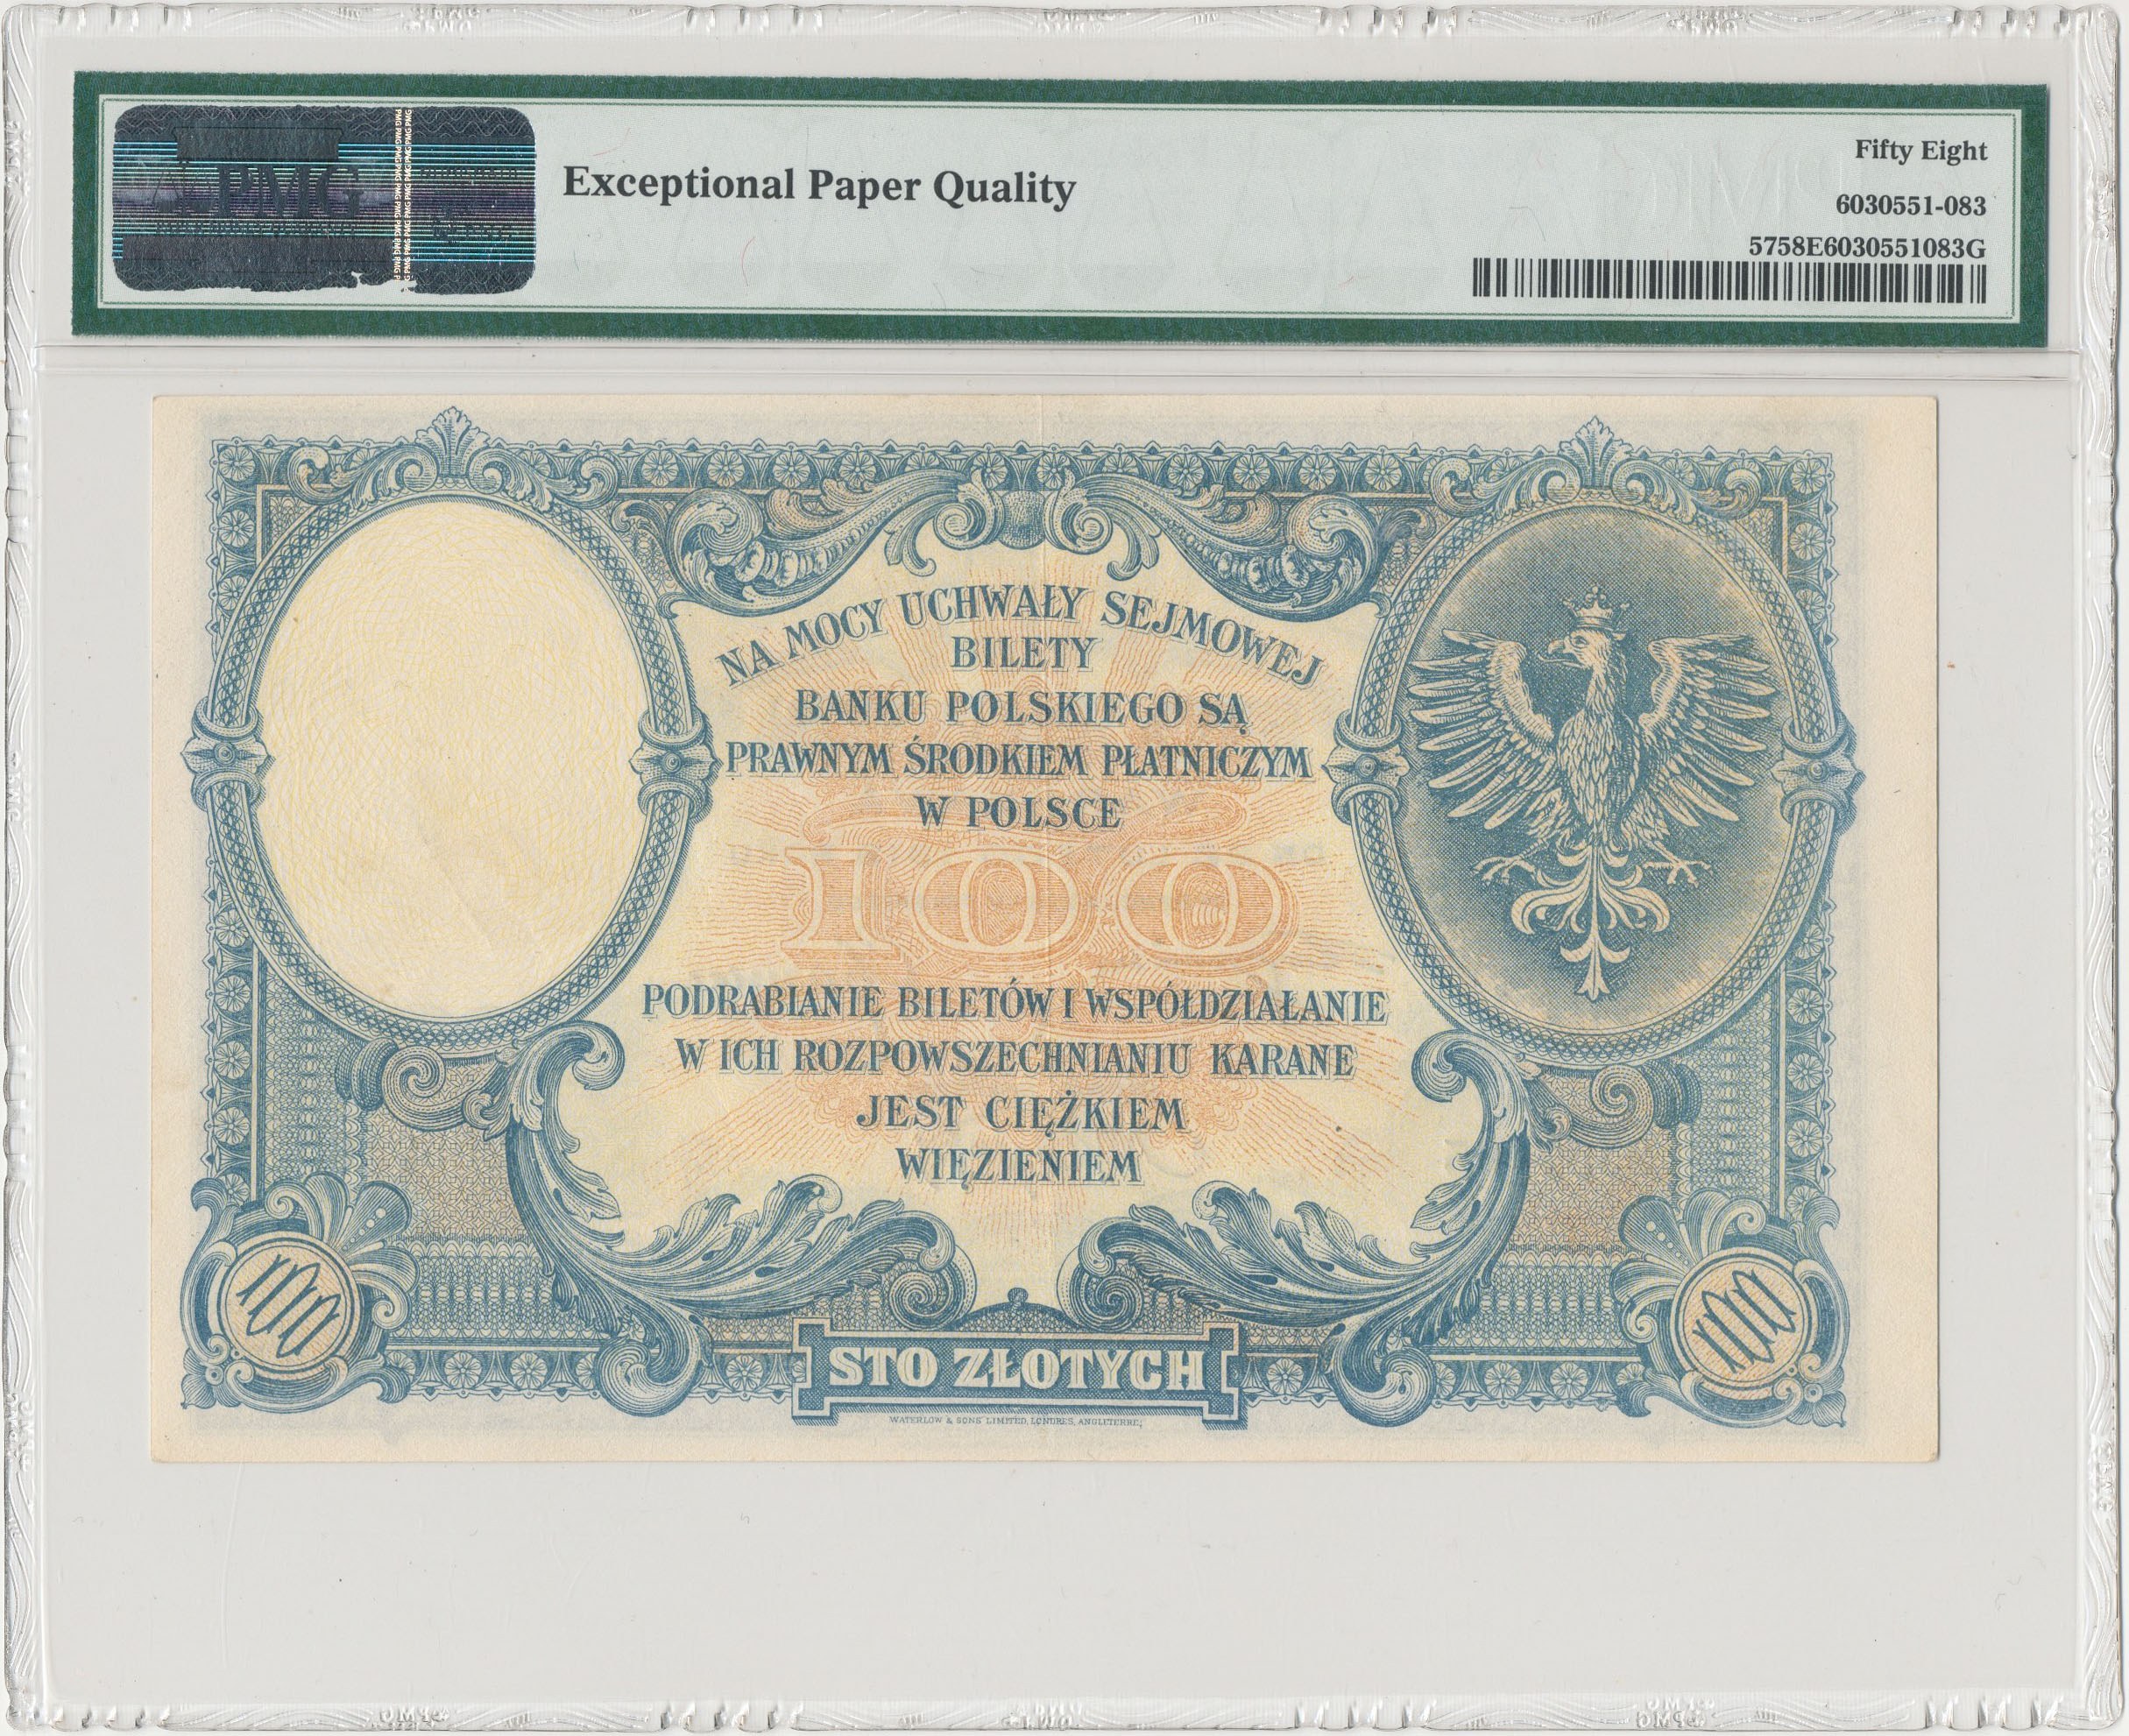 PMG
Exceptional Paper Quality
Fifty Eight
6030551-083
5758E6030551083G
NA MOCY UCHWAŁY SEJMOWEJ
BILETY
BANKU POLSKIEGO SĄ
PRAWNYM ŚRODKIEM PŁATNICZYM
W POLSCE
100
PODRABIANIE BILETÓW I WSPÓŁDZIAŁANIE
W ICH ROZPOWSZECHNIANIU KARANE
JEST CIĘŻKIEM
WIĘZIENIEM
100
100
STO ZŁOTYCH
WATERLOW & SONS LIMITED, LONDRES, ANGLETERRE.